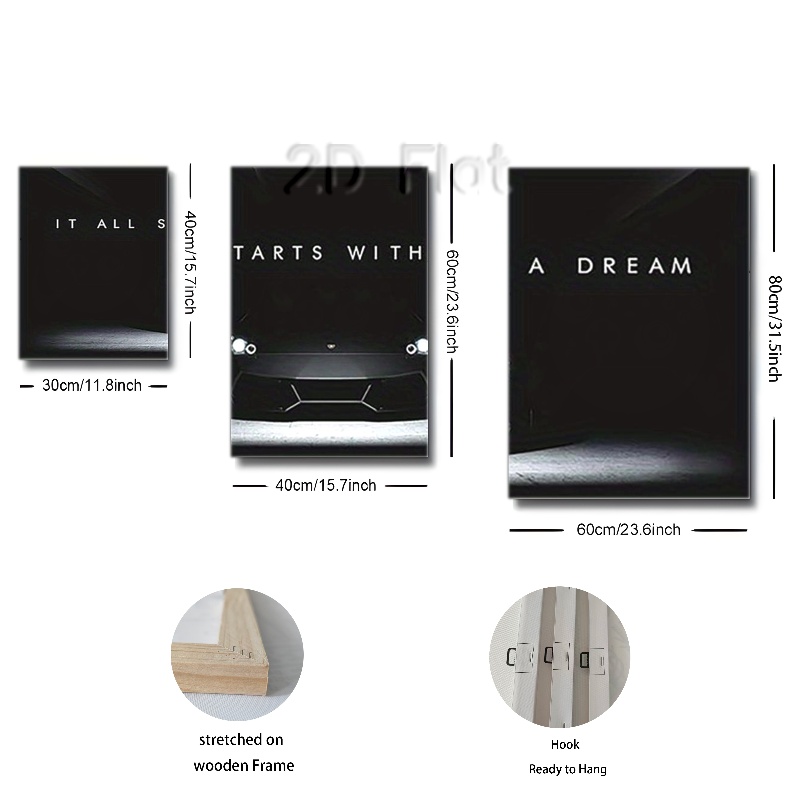 2D Flat
IT ALL S
TARTS WITH
A DREAM
40cm/15.7inch
60cm/23.6inch
80cm/31.5inch
30cm/11.8inch
40cm/15.7inch
60cm/23.6inch
stretched on
wooden Frame
Hook
Ready to Hang